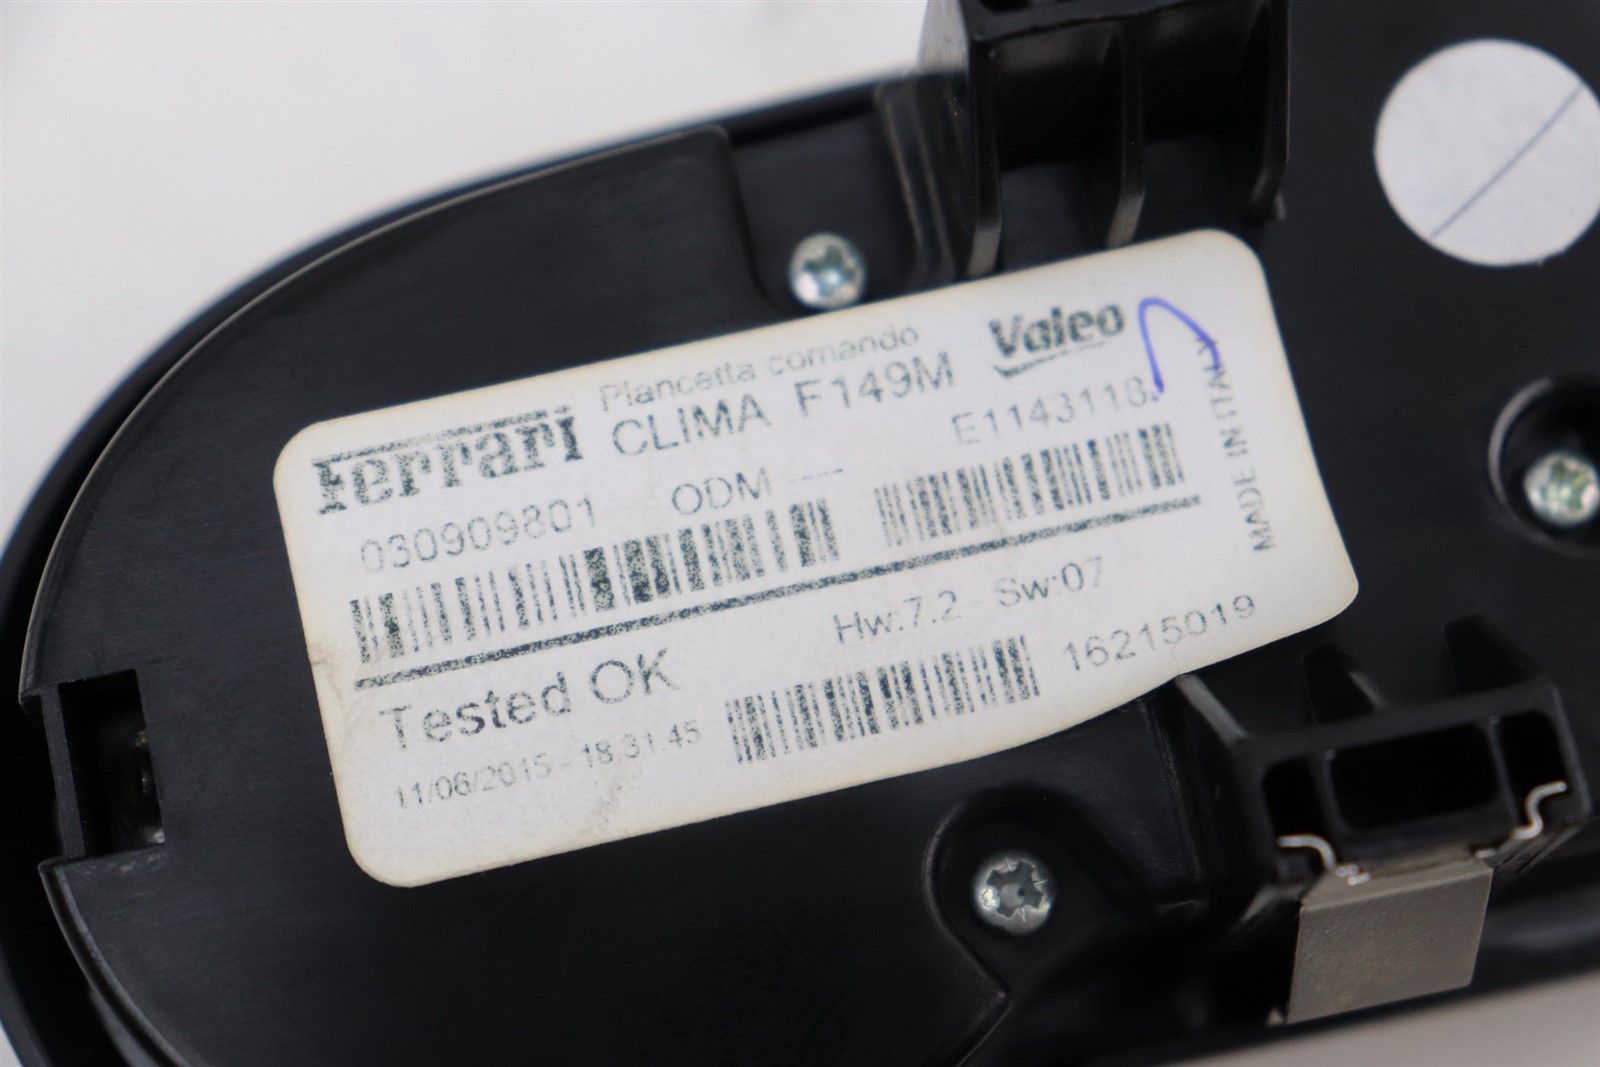 Plancetta comando
Valeo
Ferrari
CLIMA F149M
E1143118
030909801 ODM ---
MADE IN ITALY
Hw:7.2 - Sw:07
Tested OK
16215019
11/06/2015 - 18.31.45